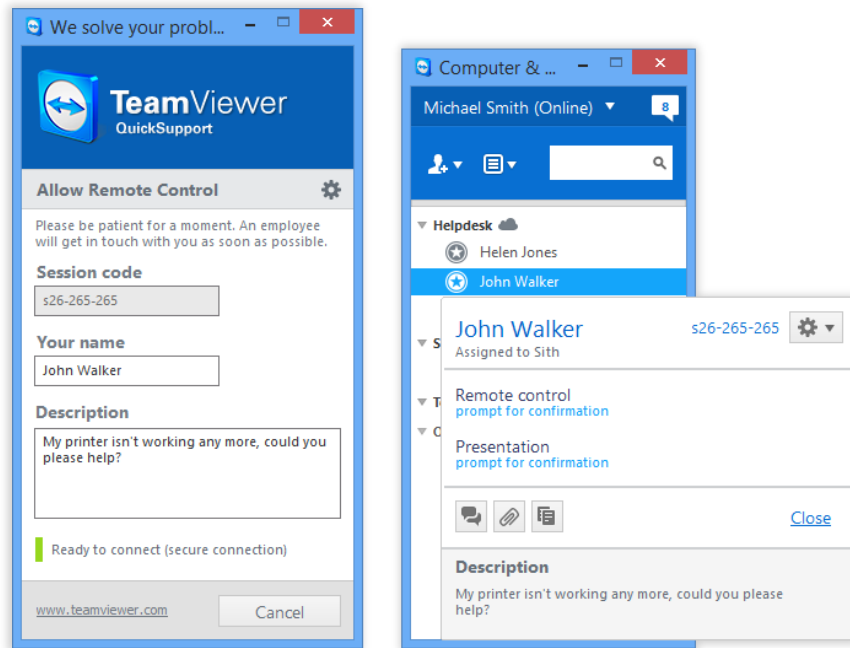 We solve your probl...
TeamViewer
QuickSupport
Allow Remote Control
Please be patient for a moment. An employee
will get in touch with you as soon as possible.
Session code
s26-265-265
Your name
John Walker
Description
My printer isn't working any more, could you
please help?
Ready to connect (secure connection)
www.teamviewer.com
Cancel
Computer & ...
Michael Smith (Online)
8
Helpdesk
Helen Jones
John Walker
S
T
John Walker
s26-265-265
Assigned to Sith
Remote control
prompt for confirmation
Presentation
prompt for confirmation
Close
Description
My printer isn't working any more, could you please
help?